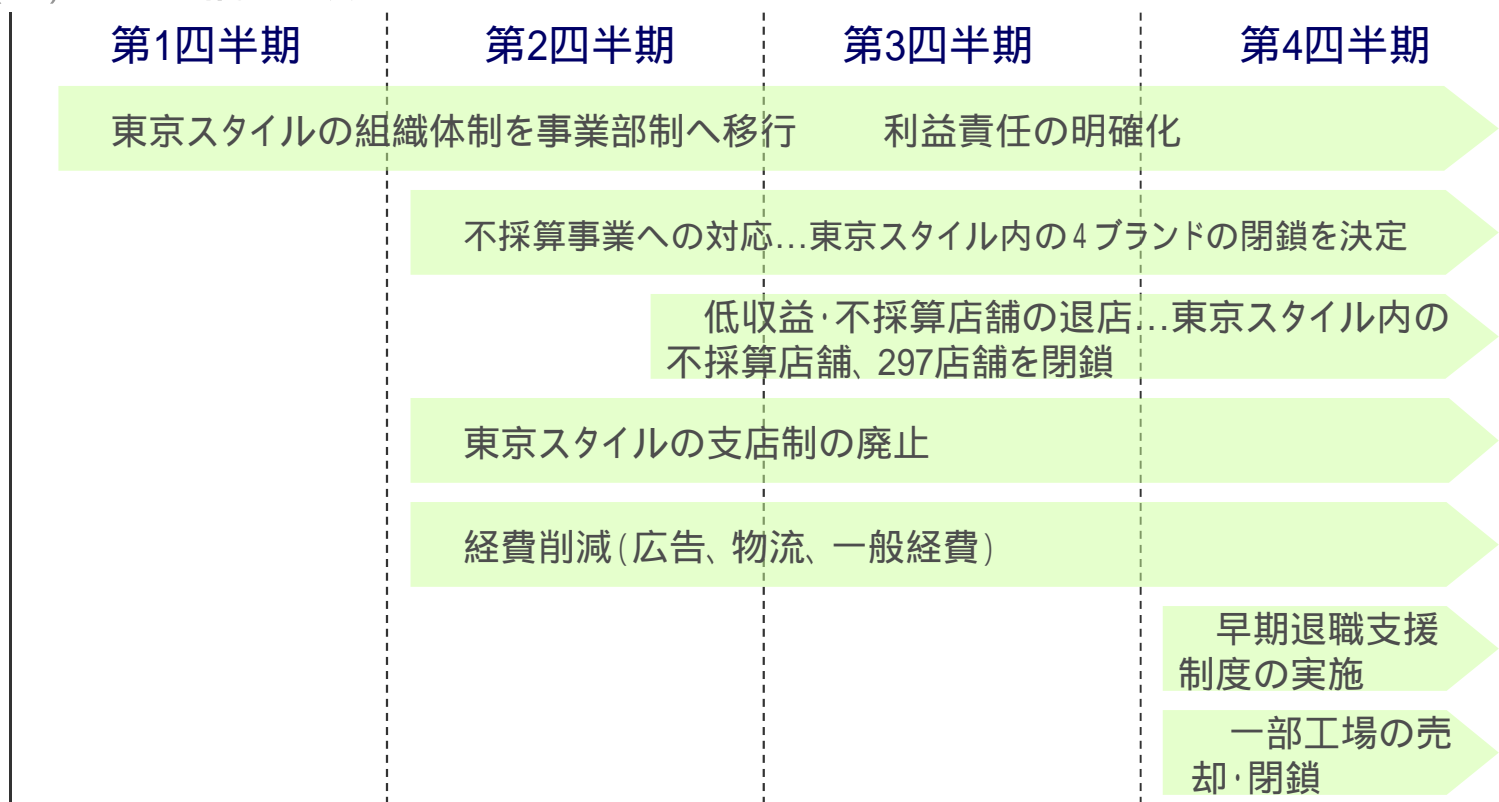 第1四半期 第2四半期 第3四半期 第4四半期
東京スタイルの組織体制を事業部制へ移行　利益責任の明確化
不採算事業への対応…東京スタイル内の4ブランドの閉鎖を決定
低収益・不採算店舗の退店…東京スタイル内の
不採算店舗、297店舗を閉鎖
東京スタイルの支店制の廃止
経費削減(広告、物流、一般経費)
早期退職支援
制度の実施
一部工場の売
却・閉鎖